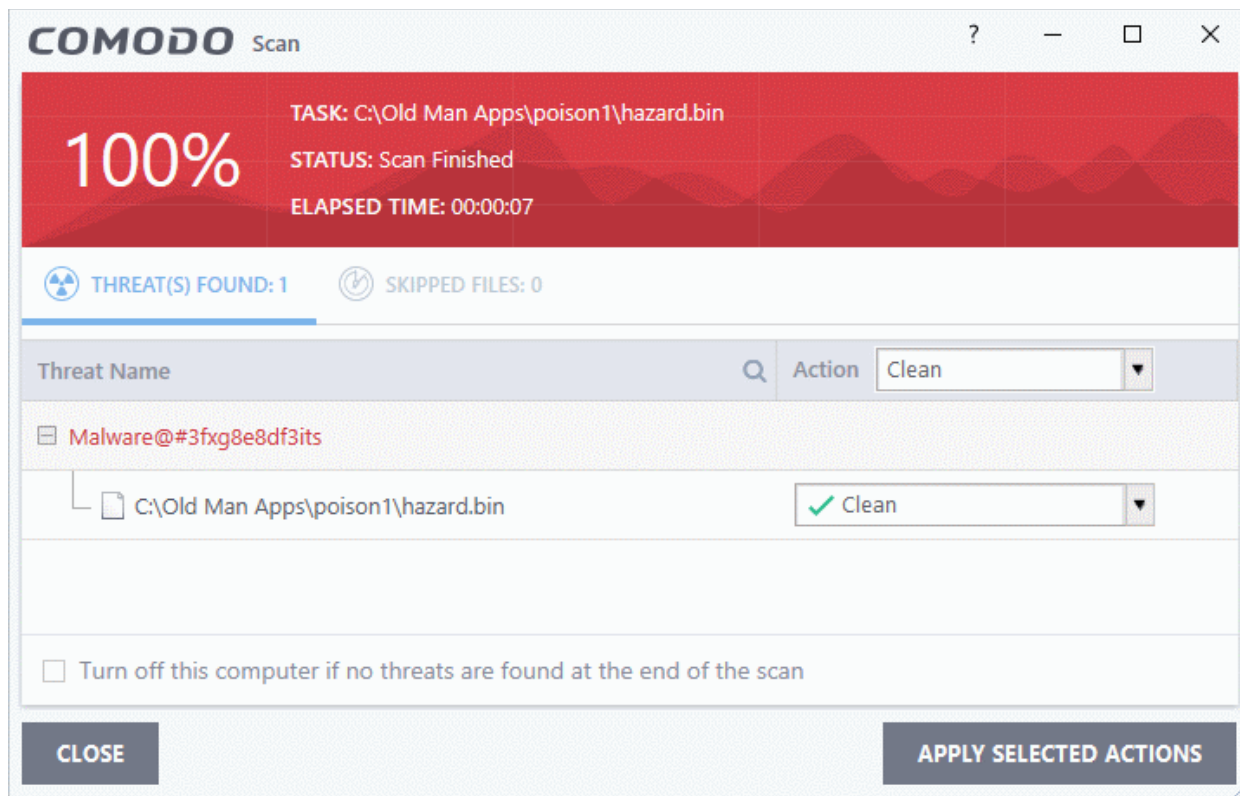 COMODO Scan ?
100%
TASK: C:\Old Man Apps\poison1\hazard.bin
STATUS: Scan Finished
ELAPSED TIME: 00:00:07
THREAT(S) FOUND: 1 SKIPPED FILES: 0
Threat Name Action Clean
Malware@#3fxg8e8df3its
C:\Old Man Apps\poison1\hazard.bin Clean
Turn off this computer if no threats are found at the end of the scan
CLOSE APPLY SELECTED ACTIONS